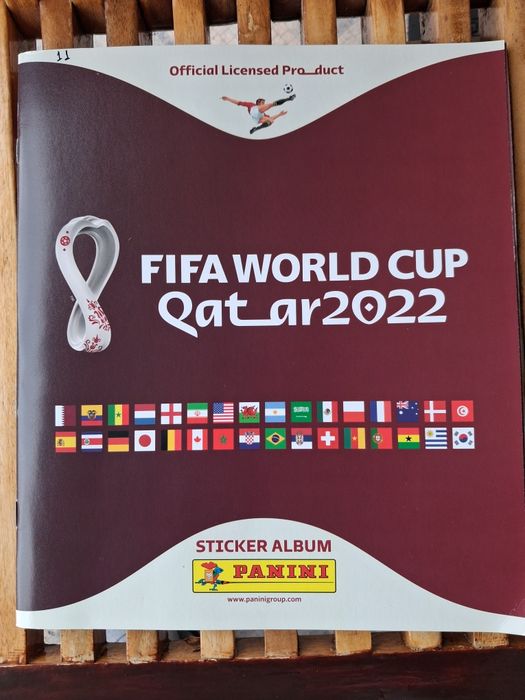 11
Official Licensed Product
FIFA WORLD CUP
Qatar2022
STICKER ALBUM
PANINI
www.paninigroup.com